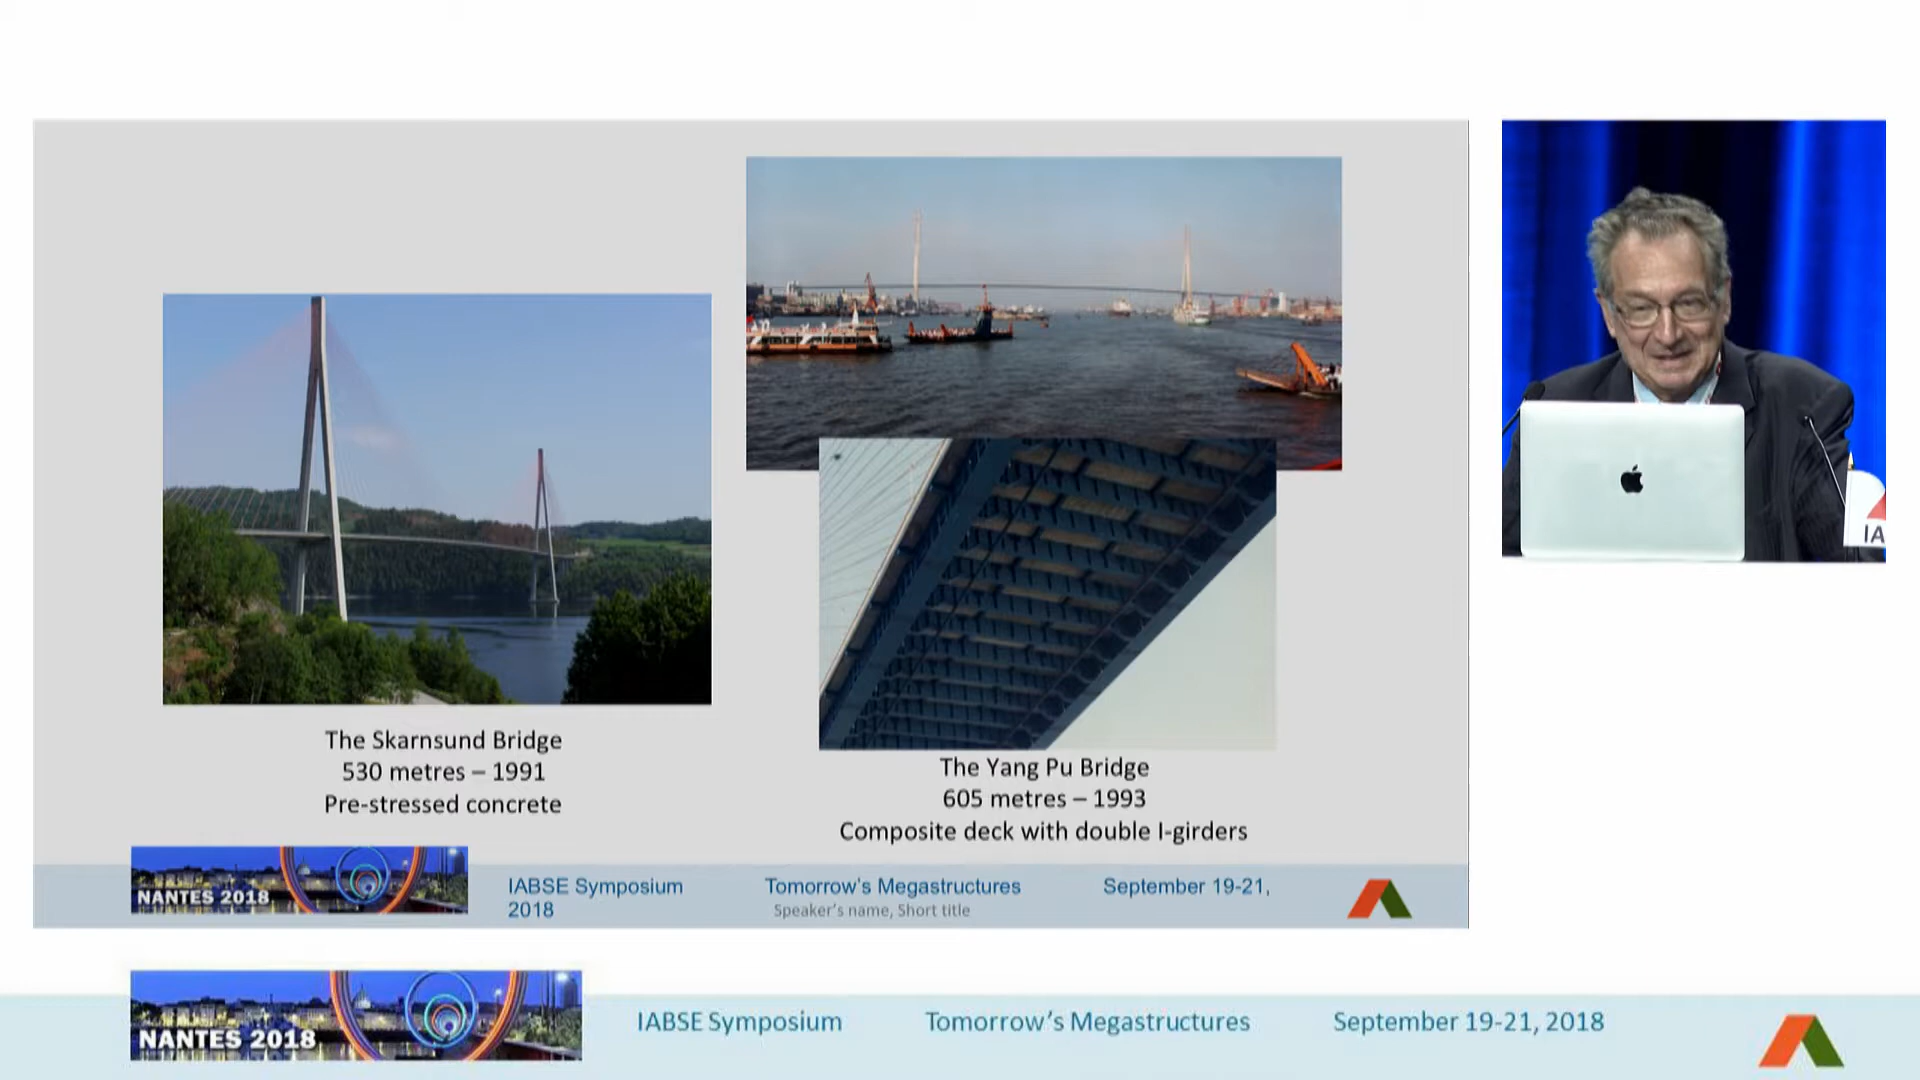 The Skarnsund Bridge
530 metres – 1991
Pre-stressed concrete
The Yang Pu Bridge
605 metres – 1993
Composite deck with double I-girders
NANTES 2018
IABSE Symposium Tomorrow's Megastructures September 19-21,
2018
Speaker's name, Short title
IA
NANTES 2018
IABSE Symposium Tomorrow's Megastructures September 19-21, 2018